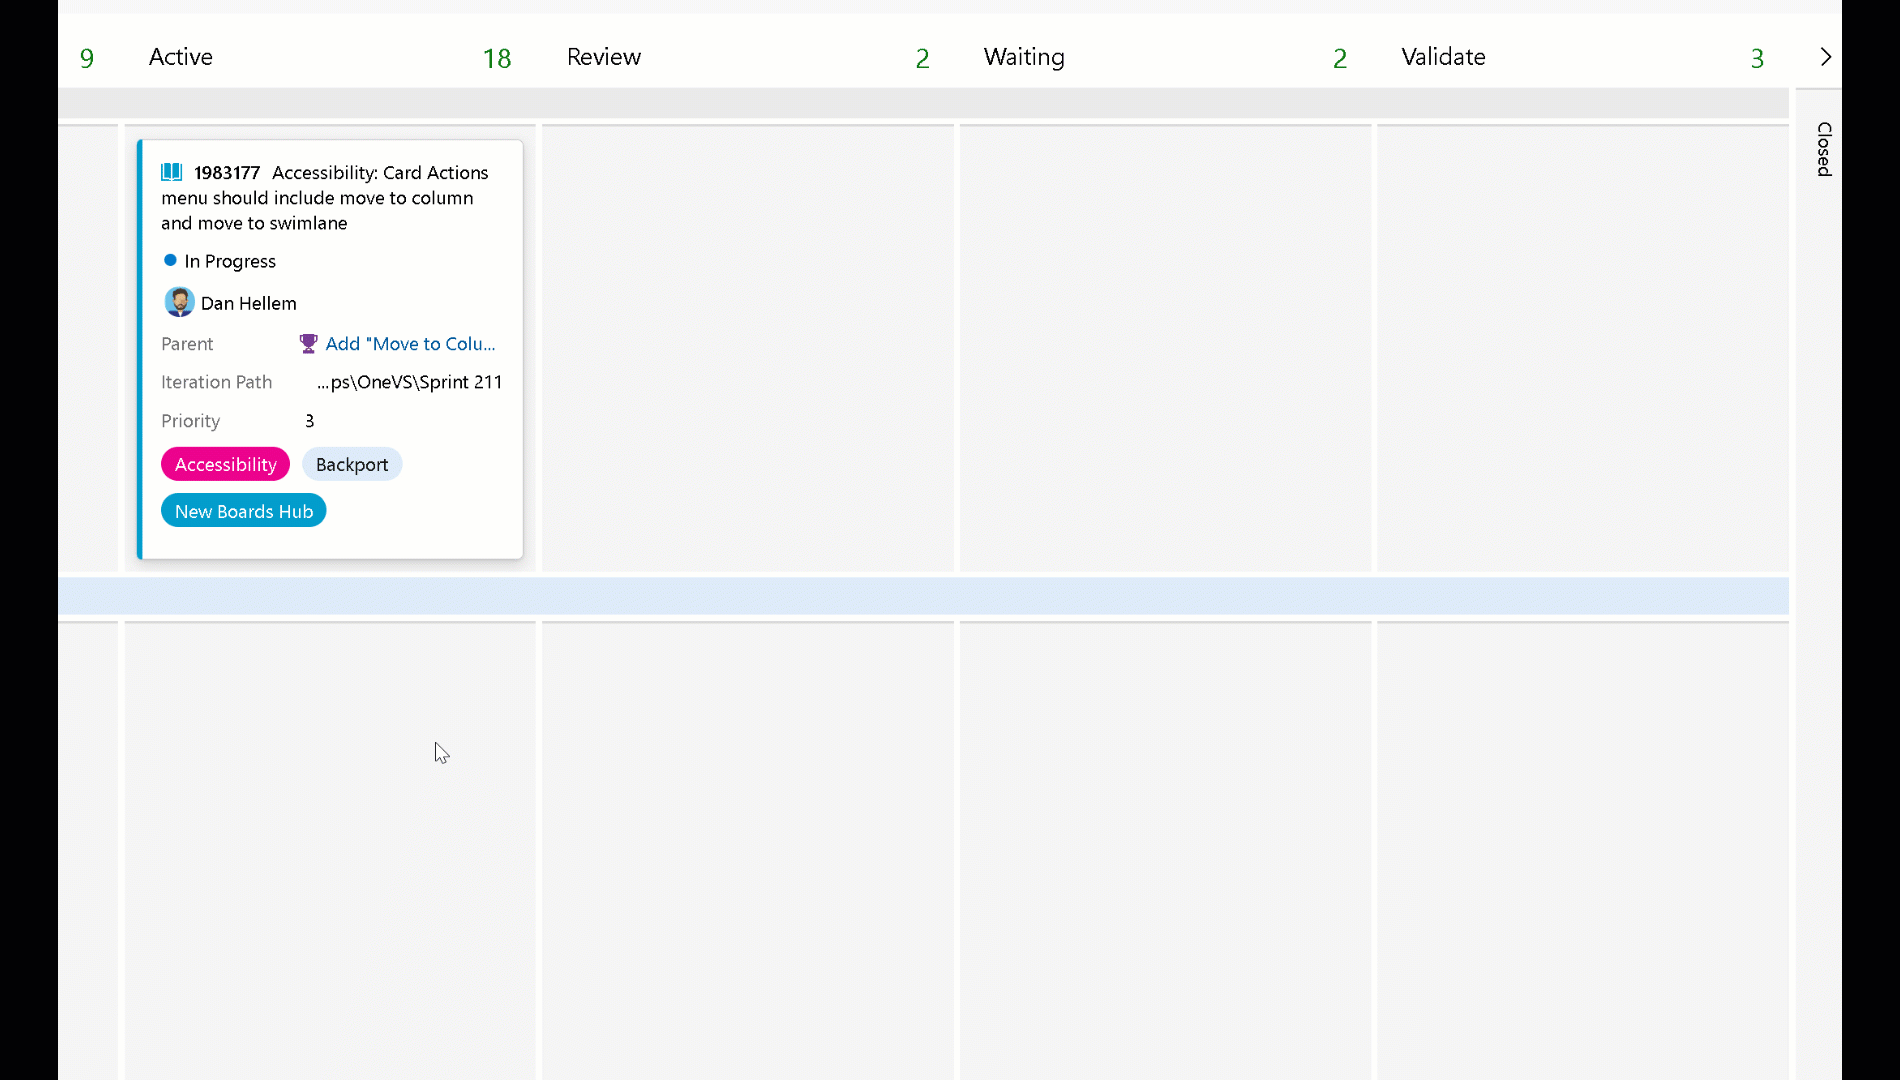 9 Active 18 Review 2 Waiting 2 Validate 3
Closed
1983177 Accessibility: Card Actions
menu should include move to column
and move to swimlane
In Progress
Dan Hellem
Parent Add "Move to Colu...
Iteration Path ...ps\OneVS\Sprint 211
Priority 3
Accessibility Backport
New Boards Hub